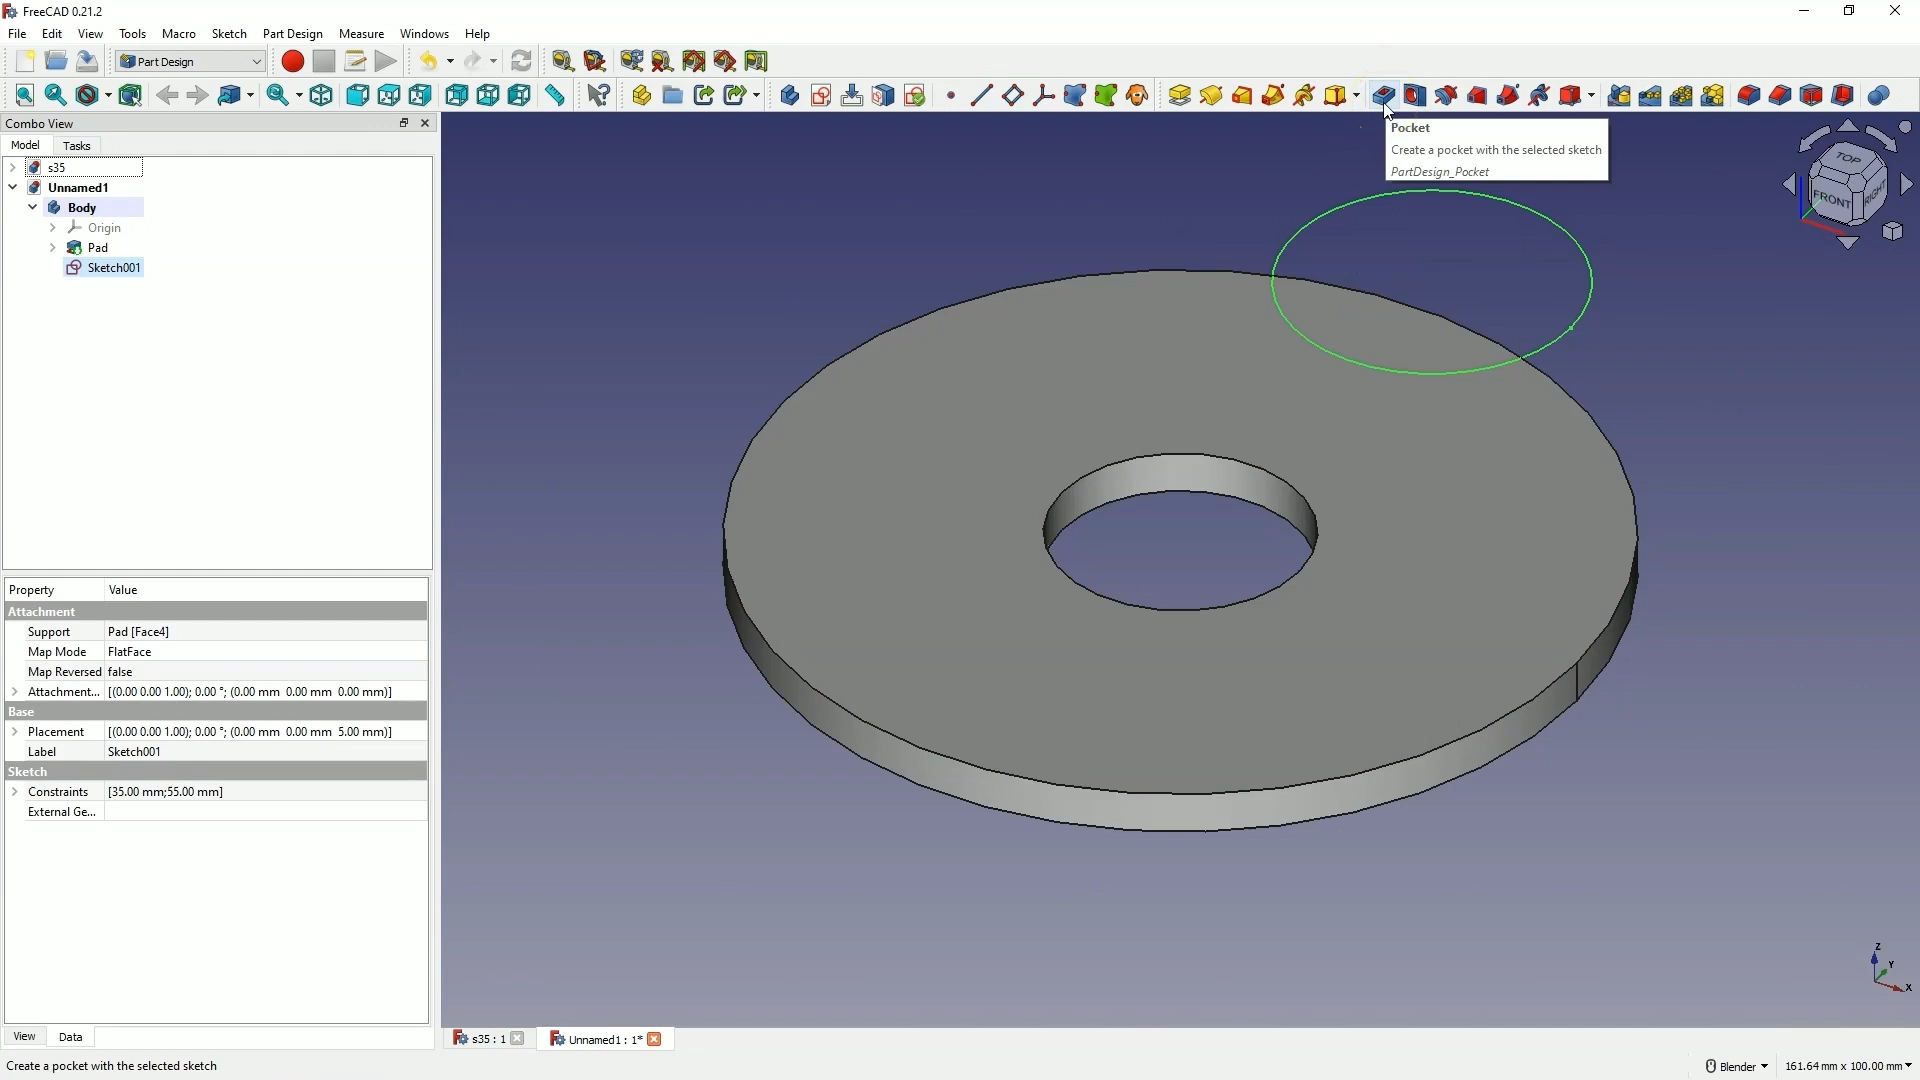 FreeCAD 0.21.2
File Edit View Tools Macro Sketch Part Design Measure Windows Help
Part Design
Combo View
Model Tasks
s35
Unnamed1
Body
Origin
Pad
Sketch001
Pocket
Create a pocket with the selected sketch
PartDesign_Pocket
TOP
FRONT
RIGHT
Property Value
Attachment
Support Pad [Face4]
Map Mode FlatFace
Map Reversed false
Attachment... [(0.00 0.00 1.00); 0.00 °; (0.00 mm 0.00 mm 0.00 mm)]
Base
Placement [(0.00 0.00 1.00); 0.00 °; (0.00 mm 0.00 mm 5.00 mm)]
Label Sketch001
Sketch
Constraints [35.00 mm;55.00 mm]
External Ge...
Z
Y
X
View Data
s35 : 1
Unnamed1 : 1*
Create a pocket with the selected sketch
Blender
161.64 mm x 100.00 mm